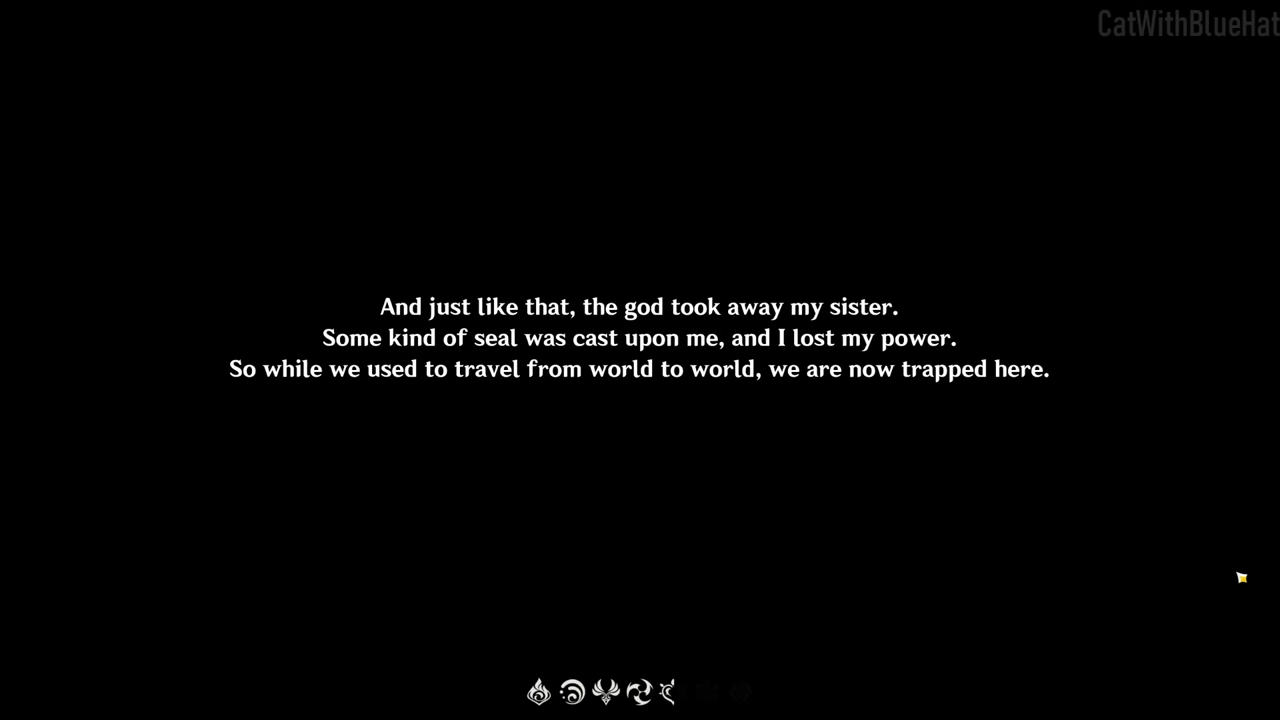 CatWithBlueHat
And just like that, the god took away my sister.
Some kind of seal was cast upon me, and I lost my power.
So while we used to travel from world to world, we are now trapped here.